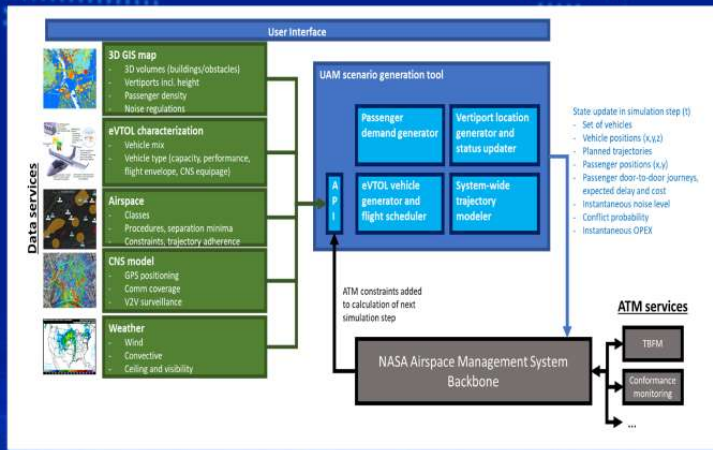 User Interface
Data services
3D GIS map
- 3D volumes (buildings/obstacles)
- Vertiports incl. height
- Passenger density
- Noise regulations
eVTOL characterization
- Vehicle mix
- Vehicle type (capacity, performance,
flight envelope, CNS equipage)
Airspace
- Classes
- Procedures, separation minima
- Constraints, trajectory adherence
CNS model
- GPS positioning
- Comm coverage
- V2V surveillance
Weather
- Wind
- Convective
- Ceiling and visibility
UAM scenario generation tool
A
P
I
Passenger
demand generator
Vertiport location
generator and
status updater
eVTOL vehicle
generator and
flight scheduler
System-wide
trajectory
modeler
State update in simulation step (t)
- Set of vehicles
- Vehicle positions (x,y,z)
- Planned trajectories
- Passenger positions (x,y)
- Passenger door-to-door journeys,
expected delay and cost
- Instantaneous noise level
- Conflict probability
- Instantaneous OPEX
ATM constraints added
to calculation of next
simulation step
NASA Airspace Management System
Backbone
ATM services
TBFM
Conformance
monitoring
...